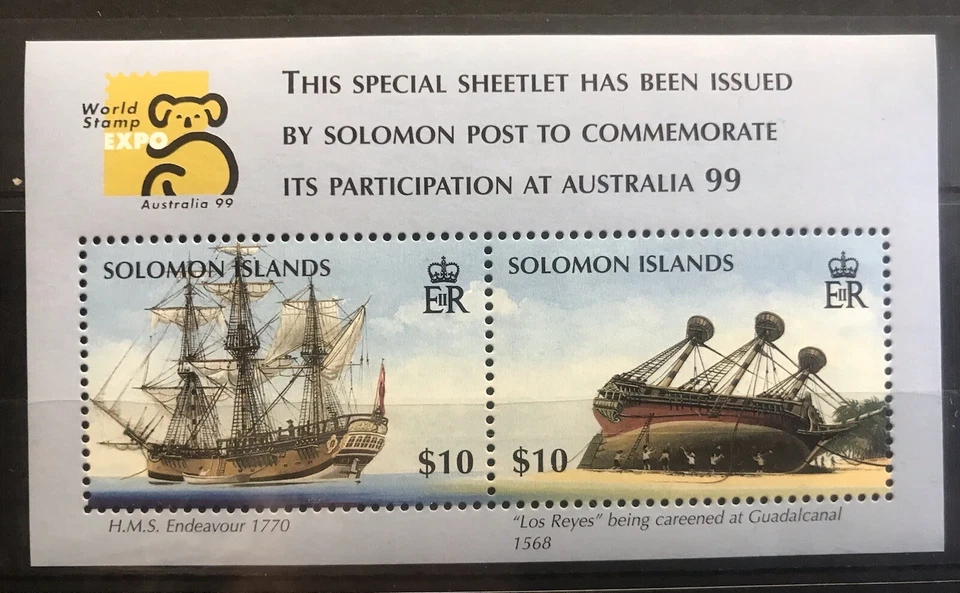 World
Stamp
EXPO
Australia 99
THIS SPECIAL SHEETLET HAS BEEN ISSUED
BY SOLOMON POST TO COMMEMORATE
ITS PARTICIPATION AT AUSTRALIA 99
SOLOMON ISLANDS
EIIR
$10
SOLOMON ISLANDS
EIIR
$10
H.M.S. Endeavour 1770
"Los Reyes" being careened at Guadalcanal
1568